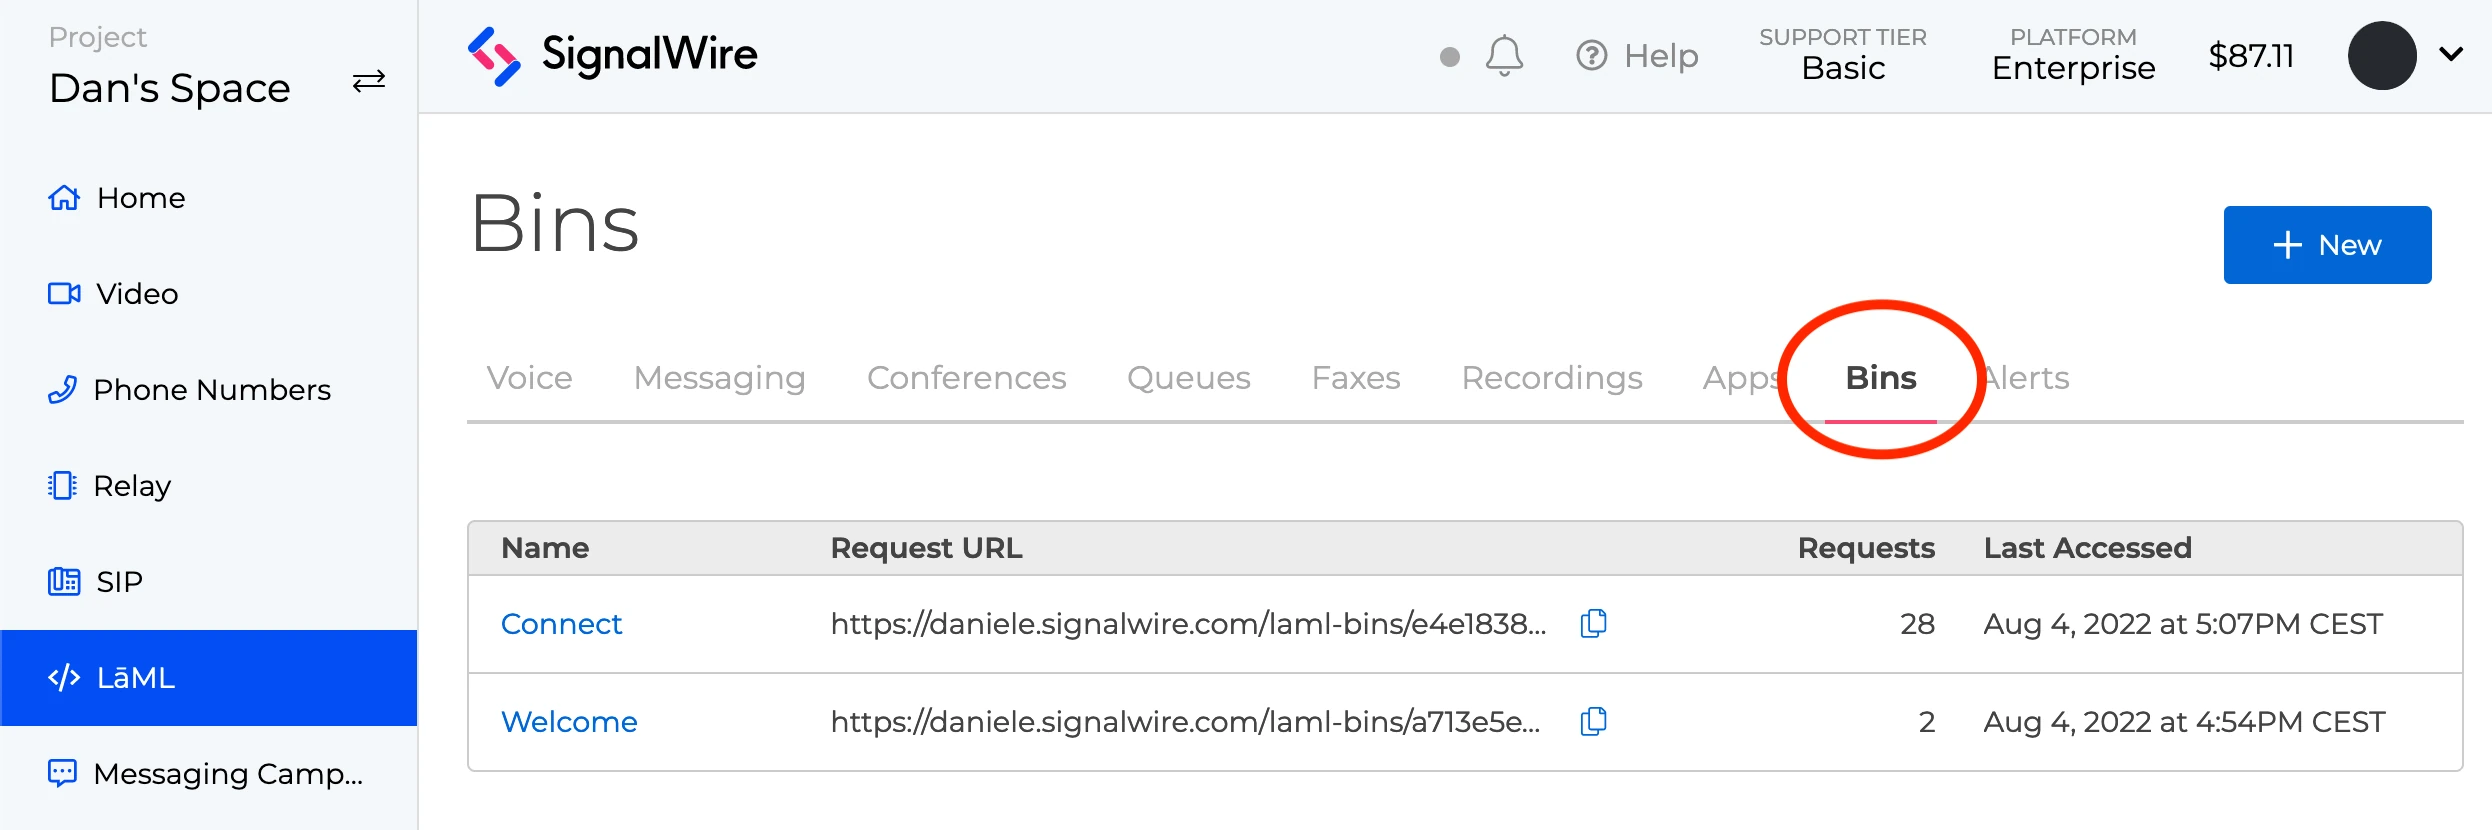 Project
Dan's Space
Home
Video
Phone Numbers
Relay
SIP
LāML
Messaging Camp...
SignalWire
Help
SUPPORT TIER
Basic
PLATFORM
Enterprise
$87.11
Bins
+ New
Voice Messaging Conferences Queues Faxes Recordings Apps Bins Alerts
Name Request URL Requests Last Accessed
Connect https://daniele.signalwire.com/laml-bins/e4e1838... 28 Aug 4, 2022 at 5:07PM CEST
Welcome https://daniele.signalwire.com/laml-bins/a713e5e... 2 Aug 4, 2022 at 4:54PM CEST